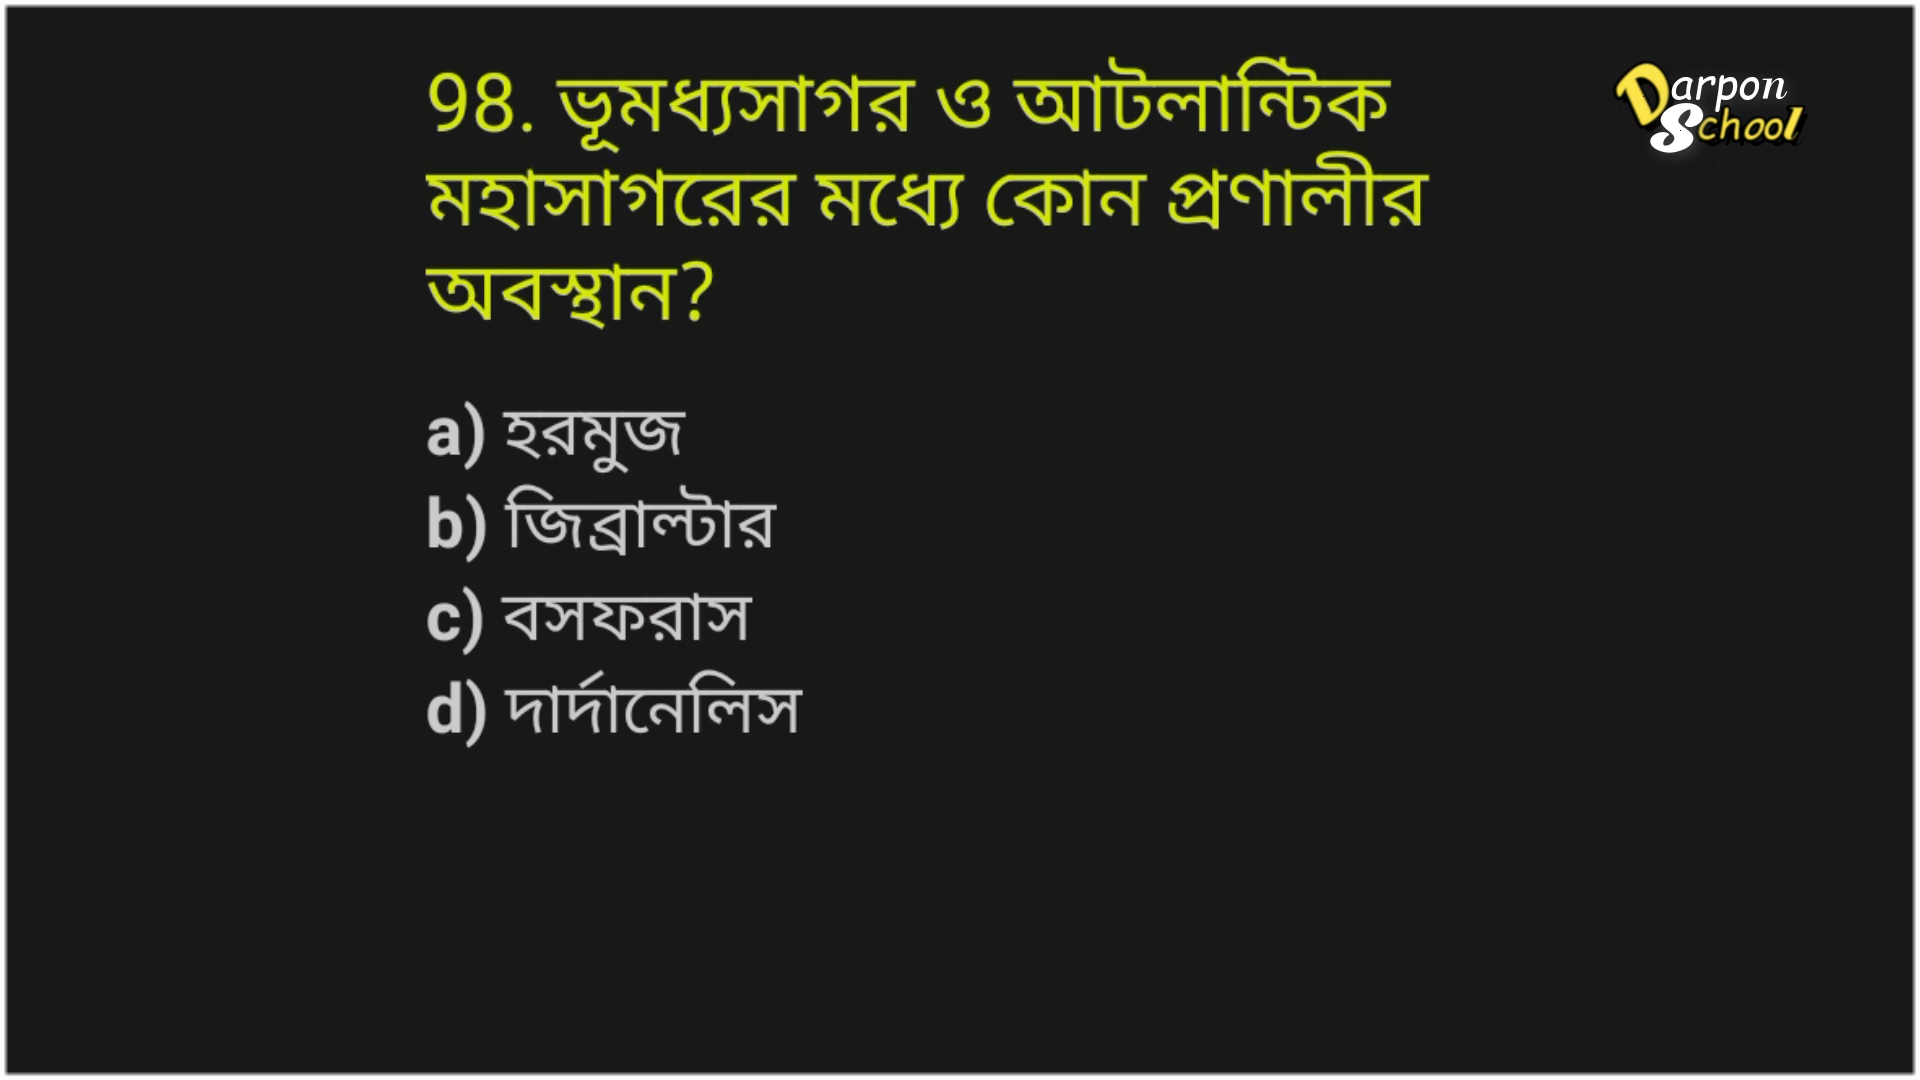 98. ভূমধ্যসাগর ও আটলান্টিক
মহাসাগরের মধ্যে কোন প্রণালীর
অবস্থান?
a) হরমুজ
b) জিব্রাল্টার
c) বসফরাস
d) দার্দানেলিস
Darpon
School